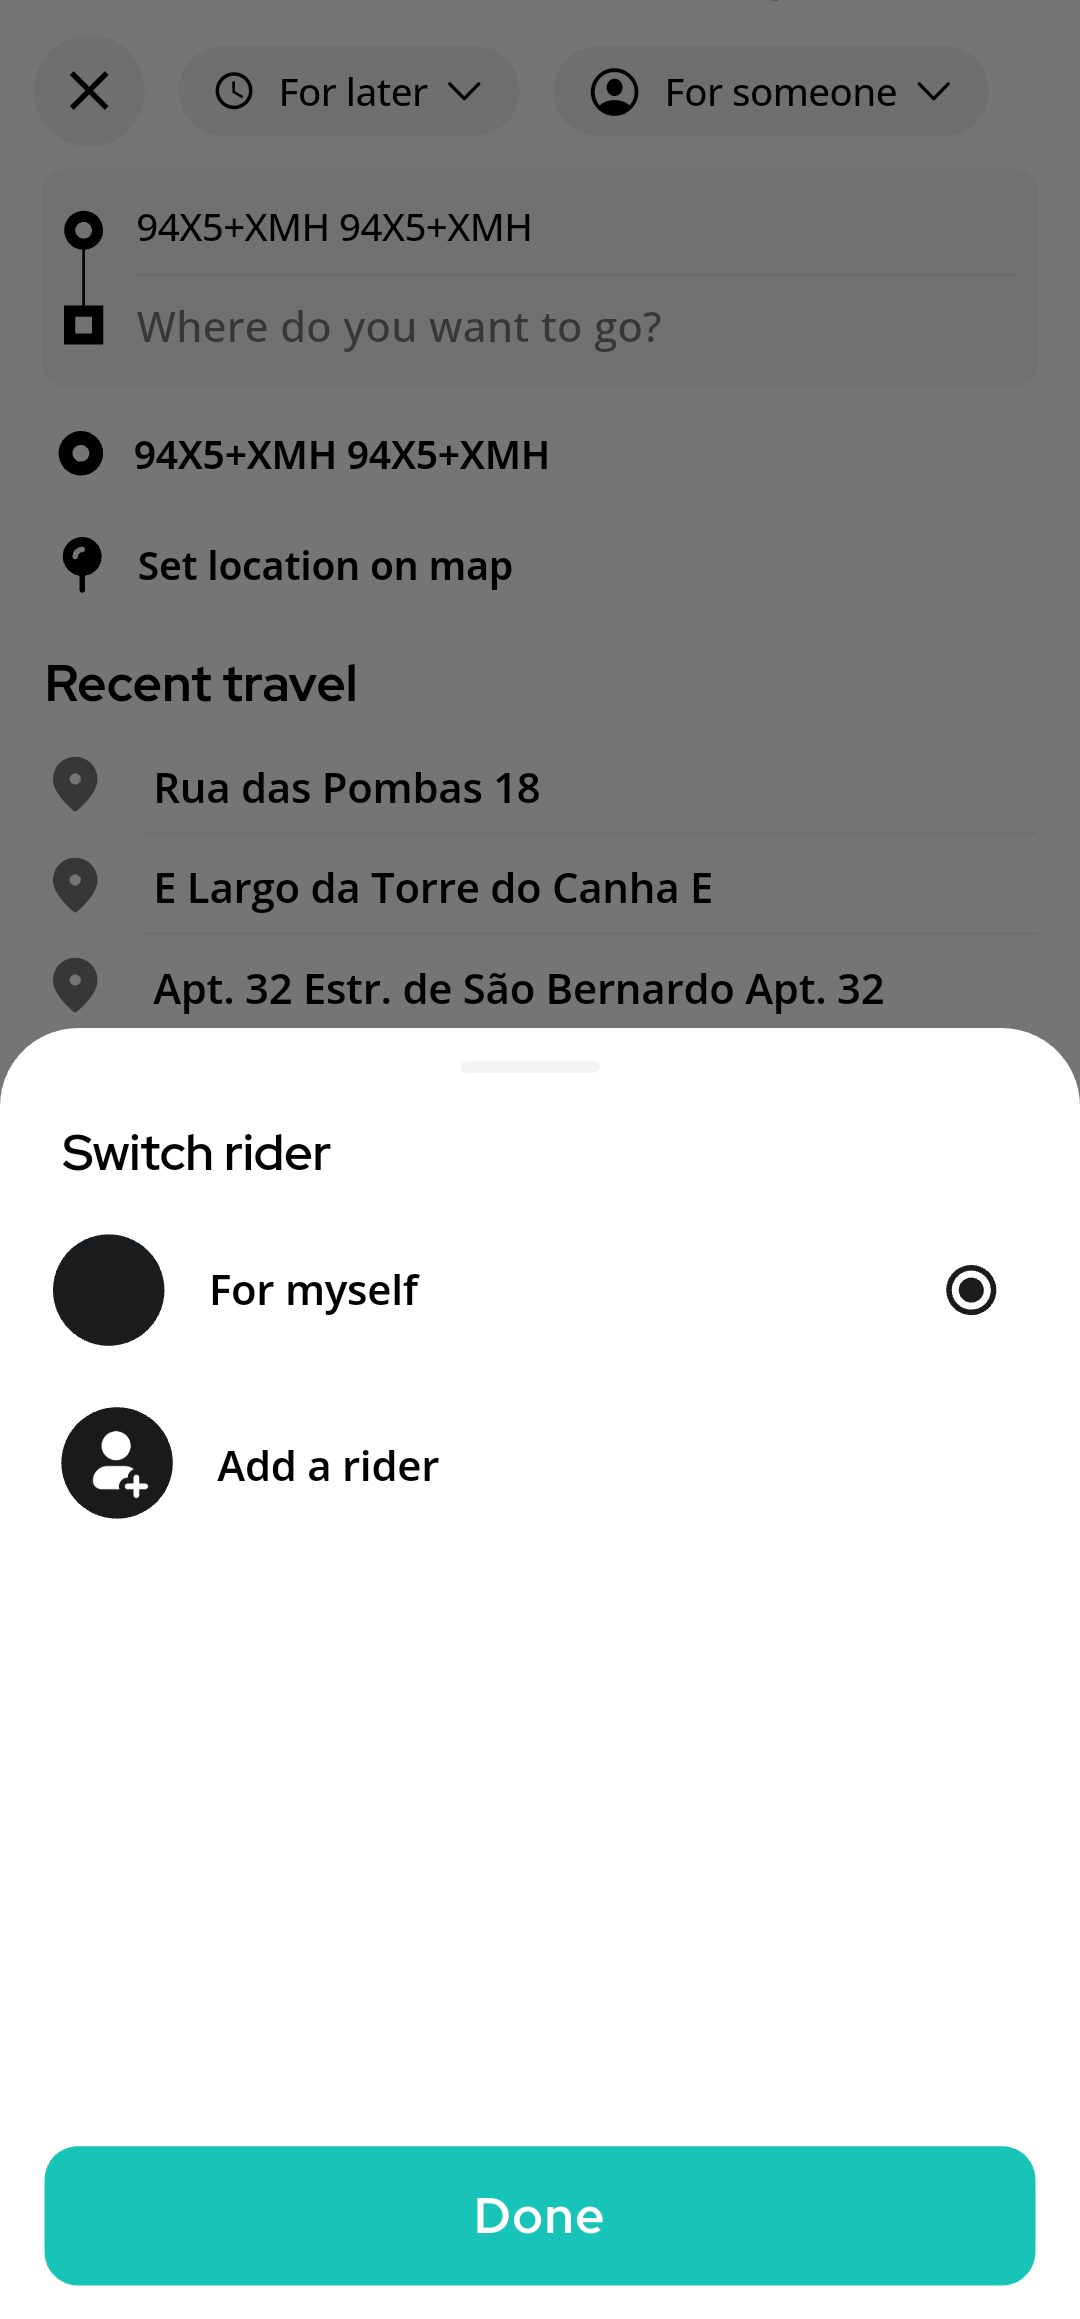 For later
For someone
94X5+XMH 94X5+XMH
Where do you want to go?
94X5+XMH 94X5+XMH
Set location on map
Recent travel
Rua das Pombas 18
E Largo da Torre do Canha E
Apt. 32 Estr. de São Bernardo Apt. 32
Switch rider
For myself
Add a rider
Done